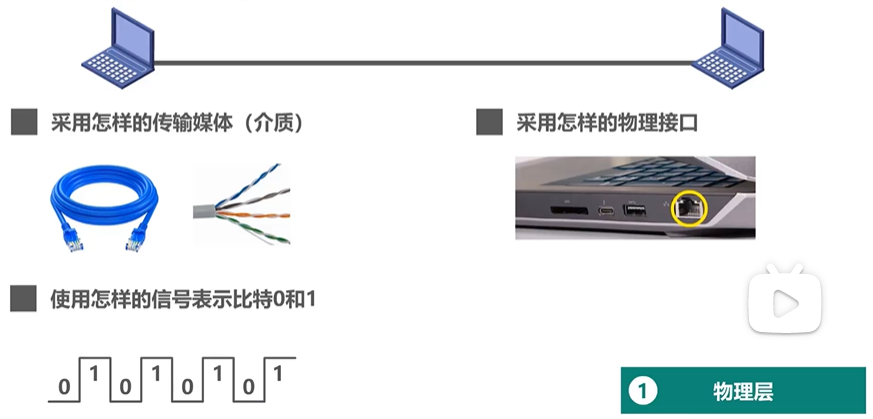 采用怎样的传输媒体（介质）
采用怎样的物理接口
使用怎样的信号表示比特0和1
0 1 0 1 0 1 0 1
1 物理层